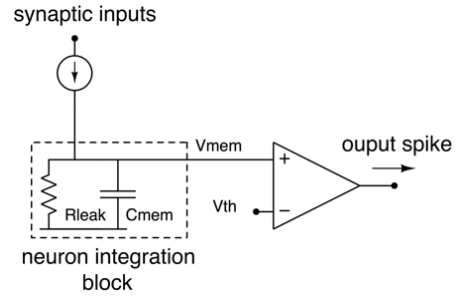 synaptic inputs
Vmem
ouput spike
+
Vth
−
Rleak
Cmem
neuron integration
block